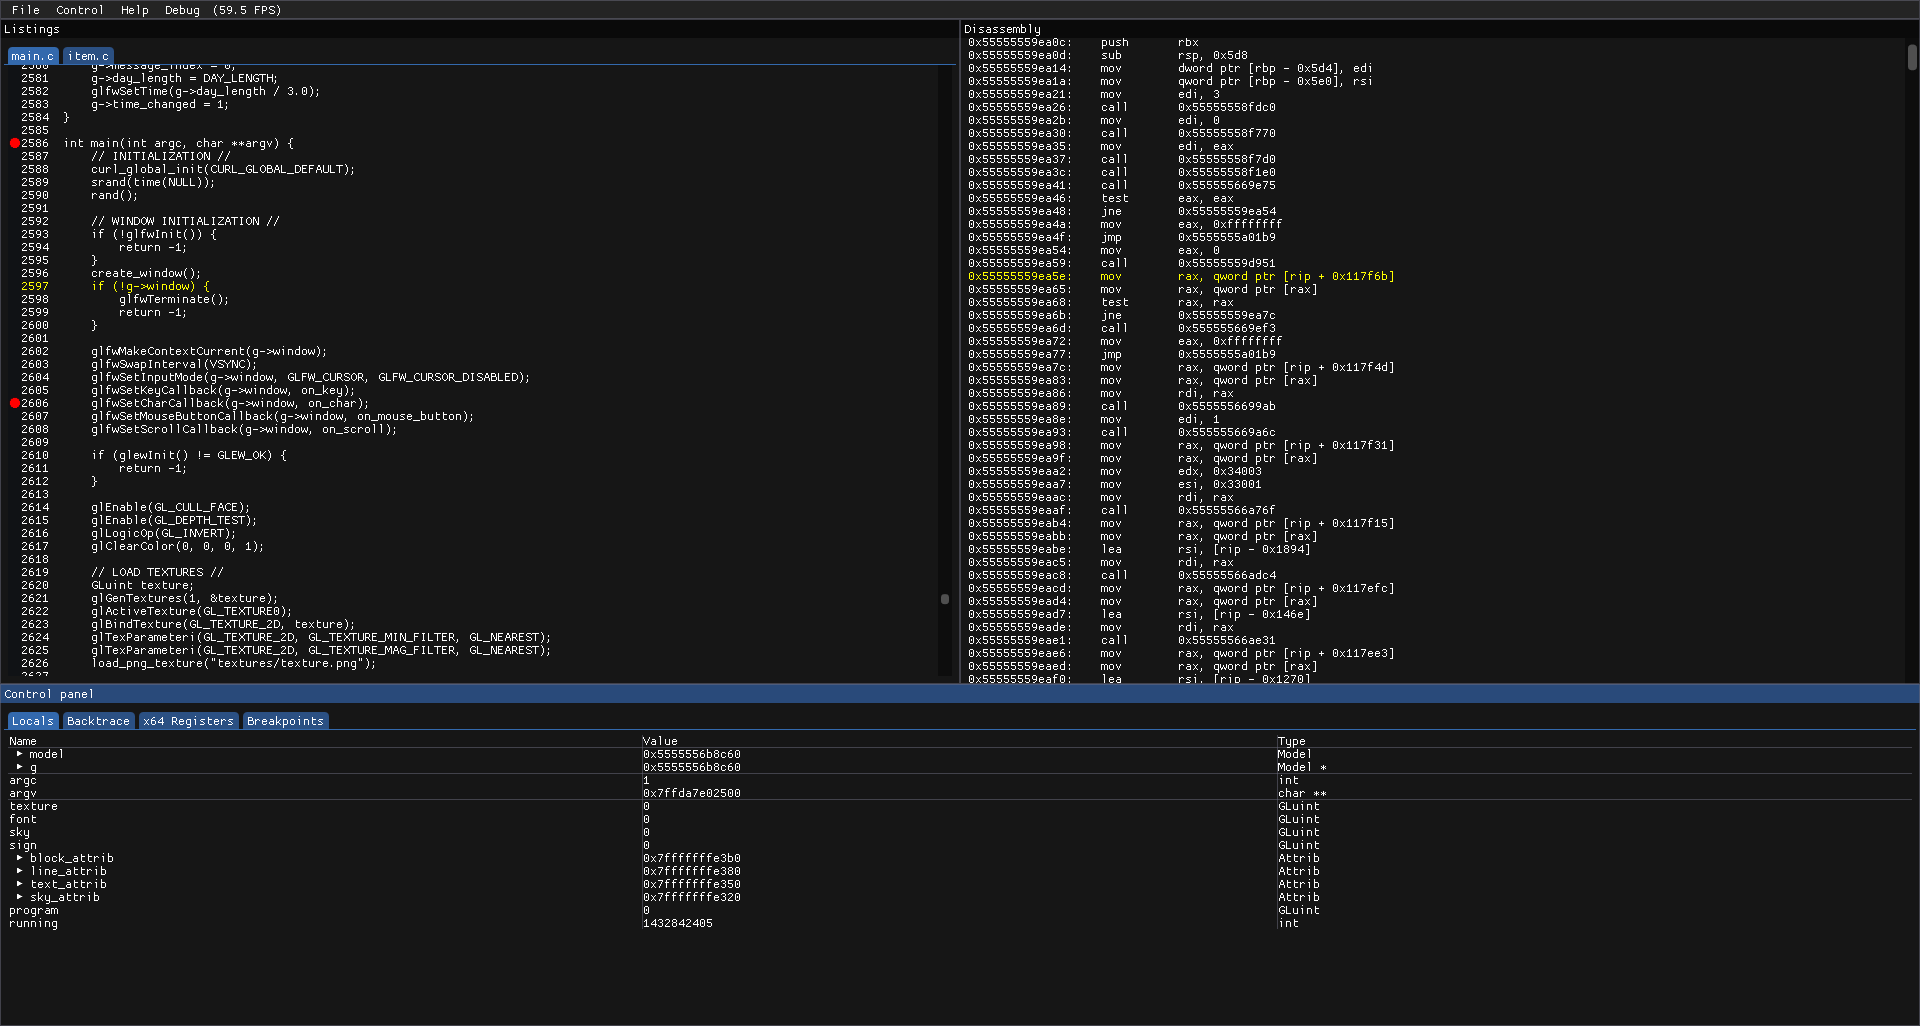 File Control Help Debug (59.5 FPS)
Listings
main.c item.c
2580 g->message_index = 0;
2581 g->day_length = DAY_LENGTH;
2582 glfwSetTime(g->day_length / 3.0);
2583 g->time_changed = 1;
2584 }
2585
2586 int main(int argc, char **argv) {
2587 // INITIALIZATION //
2588 curl_global_init(CURL_GLOBAL_DEFAULT);
2589 srand(time(NULL));
2590 rand();
2591
2592 // WINDOW INITIALIZATION //
2593 if (!glfwInit()) {
2594 return -1;
2595 }
2596 create_window();
2597 if (!g->window) {
2598 glfwTerminate();
2599 return -1;
2600 }
2601
2602 glfwMakeContextCurrent(g->window);
2603 glfwSwapInterval(VSYNC);
2604 glfwSetInputMode(g->window, GLFW_CURSOR, GLFW_CURSOR_DISABLED);
2605 glfwSetKeyCallback(g->window, on_key);
2606 glfwSetCharCallback(g->window, on_char);
2607 glfwSetMouseButtonCallback(g->window, on_mouse_button);
2608 glfwSetScrollCallback(g->window, on_scroll);
2609
2610 if (glewInit() != GLEW_OK) {
2611 return -1;
2612 }
2613
2614 glEnable(GL_CULL_FACE);
2615 glEnable(GL_DEPTH_TEST);
2616 glLogicOp(GL_INVERT);
2617 glClearColor(0, 0, 0, 1);
2618
2619 // LOAD TEXTURES //
2620 GLuint texture;
2621 glGenTextures(1, &texture);
2622 glActiveTexture(GL_TEXTURE0);
2623 glBindTexture(GL_TEXTURE_2D, texture);
2624 glTexParameteri(GL_TEXTURE_2D, GL_TEXTURE_MIN_FILTER, GL_NEAREST);
2625 glTexParameteri(GL_TEXTURE_2D, GL_TEXTURE_MAG_FILTER, GL_NEAREST);
2626 load_png_texture("textures/texture.png");
2627
Disassembly
0x55555559ea0c: push rbx
0x55555559ea0d: sub rsp, 0x5d8
0x55555559ea14: mov dword ptr [rbp - 0x5d4], edi
0x55555559ea1a: mov qword ptr [rbp - 0x5e0], rsi
0x55555559ea21: mov edi, 3
0x55555559ea26: call 0x55555558fdc0
0x55555559ea2b: mov edi, 0
0x55555559ea30: call 0x55555558f770
0x55555559ea35: mov edi, eax
0x55555559ea37: call 0x55555558f7d0
0x55555559ea3c: call 0x55555558f1e0
0x55555559ea41: call 0x555555669e75
0x55555559ea46: test eax, eax
0x55555559ea48: jne 0x55555559ea54
0x55555559ea4a: mov eax, 0xffffffff
0x55555559ea4f: jmp 0x5555555a01b9
0x55555559ea54: mov eax, 0
0x55555559ea59: call 0x55555559d951
0x55555559ea5e: mov rax, qword ptr [rip + 0x117f6b]
0x55555559ea65: mov rax, qword ptr [rax]
0x55555559ea68: test rax, rax
0x55555559ea6b: jne 0x55555559ea7c
0x55555559ea6d: call 0x555555669ef3
0x55555559ea72: mov eax, 0xffffffff
0x55555559ea77: jmp 0x5555555a01b9
0x55555559ea7c: mov rax, qword ptr [rip + 0x117f4d]
0x55555559ea83: mov rax, qword ptr [rax]
0x55555559ea86: mov rdi, rax
0x55555559ea89: call 0x5555556699ab
0x55555559ea8e: mov edi, 1
0x55555559ea93: call 0x555555669a6c
0x55555559ea98: mov rax, qword ptr [rip + 0x117f31]
0x55555559ea9f: mov rax, qword ptr [rax]
0x55555559eaa2: mov edx, 0x34003
0x55555559eaa7: mov esi, 0x33001
0x55555559eaac: mov rdi, rax
0x55555559eaaf: call 0x55555566a76f
0x55555559eab4: mov rax, qword ptr [rip + 0x117f15]
0x55555559eabb: mov rax, qword ptr [rax]
0x55555559eabe: lea rsi, [rip - 0x1894]
0x55555559eac5: mov rdi, rax
0x55555559eac8: call 0x55555566adc4
0x55555559eacd: mov rax, qword ptr [rip + 0x117efc]
0x55555559ead4: mov rax, qword ptr [rax]
0x55555559ead7: lea rsi, [rip - 0x146e]
0x55555559eade: mov rdi, rax
0x55555559eae1: call 0x55555566ae31
0x55555559eae6: mov rax, qword ptr [rip + 0x117ee3]
0x55555559eaed: mov rax, qword ptr [rax]
0x55555559eaf0: lea rsi, [rip - 0x1270]
Control panel
Locals Backtrace x64 Registers Breakpoints
Name Value Type
model 0x5555556b8c60 Model
g 0x5555556b8c60 Model *
argc 1 int
argv 0x7ffda7e02500 char **
texture 0 GLuint
font 0 GLuint
sky 0 GLuint
sign 0 GLuint
block_attrib 0x7fffffffe3b0 Attrib
line_attrib 0x7fffffffe380 Attrib
text_attrib 0x7fffffffe350 Attrib
sky_attrib 0x7fffffffe320 Attrib
program 0 GLuint
running 1432842405 int